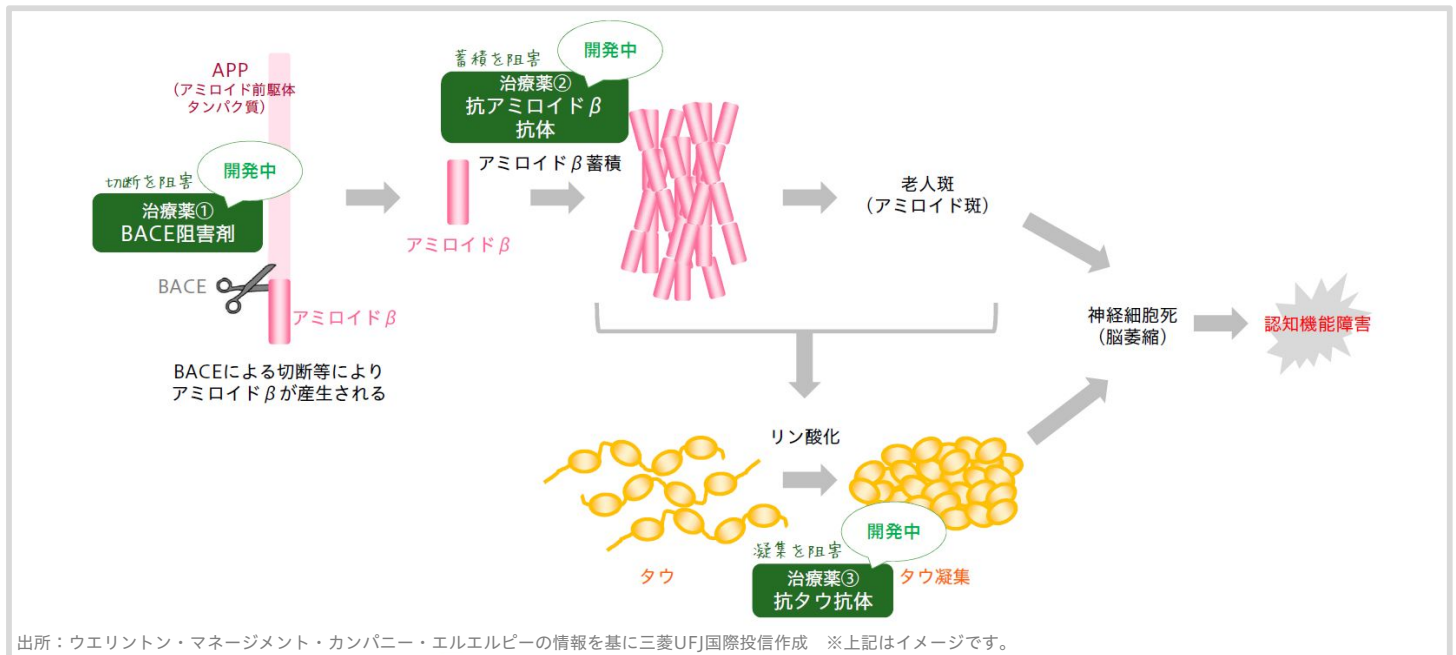 APP
（アミロイド前駆体
タンパク質）
切断を阻害
開発中
治療薬①
BACE阻害剤
BACE
アミロイドβ
BACEによる切断等により
アミロイドβが産生される
蓄積を阻害
開発中
治療薬②
抗アミロイドβ
抗体
アミロイドβ蓄積
アミロイドβ
老人斑
（アミロイド斑）
神経細胞死
（脳萎縮）
認知機能障害
リン酸化
タウ
凝集を阻害
開発中
治療薬③
抗タウ抗体
タウ凝集
出所：ウエリントン・マネージメント・カンパニー・エルエルピーの情報を基に三菱UFJ国際投信作成　※上記はイメージです。